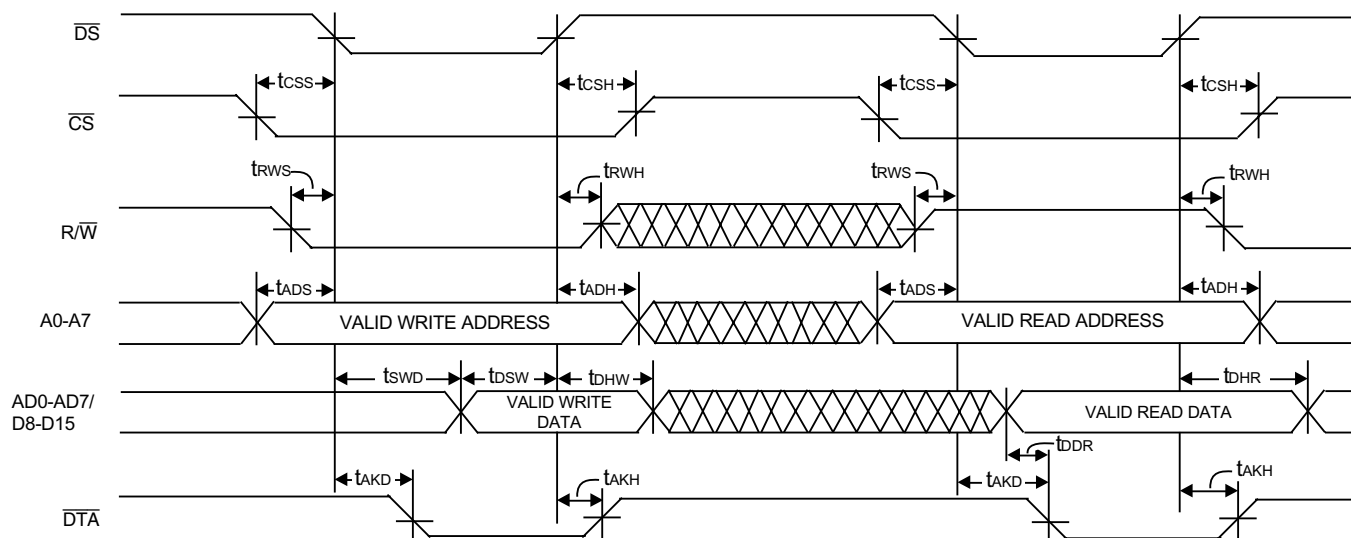 DS
tCSS
tCSH
tCSS
tCSH
CS
tRWS
tRWH
tRWS
tRWH
R/W
tADS
tADH
tADS
tADH
A0-A7
VALID WRITE ADDRESS
VALID READ ADDRESS
tSWD
tDSW
tDHW
tDHR
AD0-AD7/
D8-D15
VALID WRITE
DATA
VALID READ DATA
tDDR
tAKD
tAKH
tAKD
tAKH
DTA